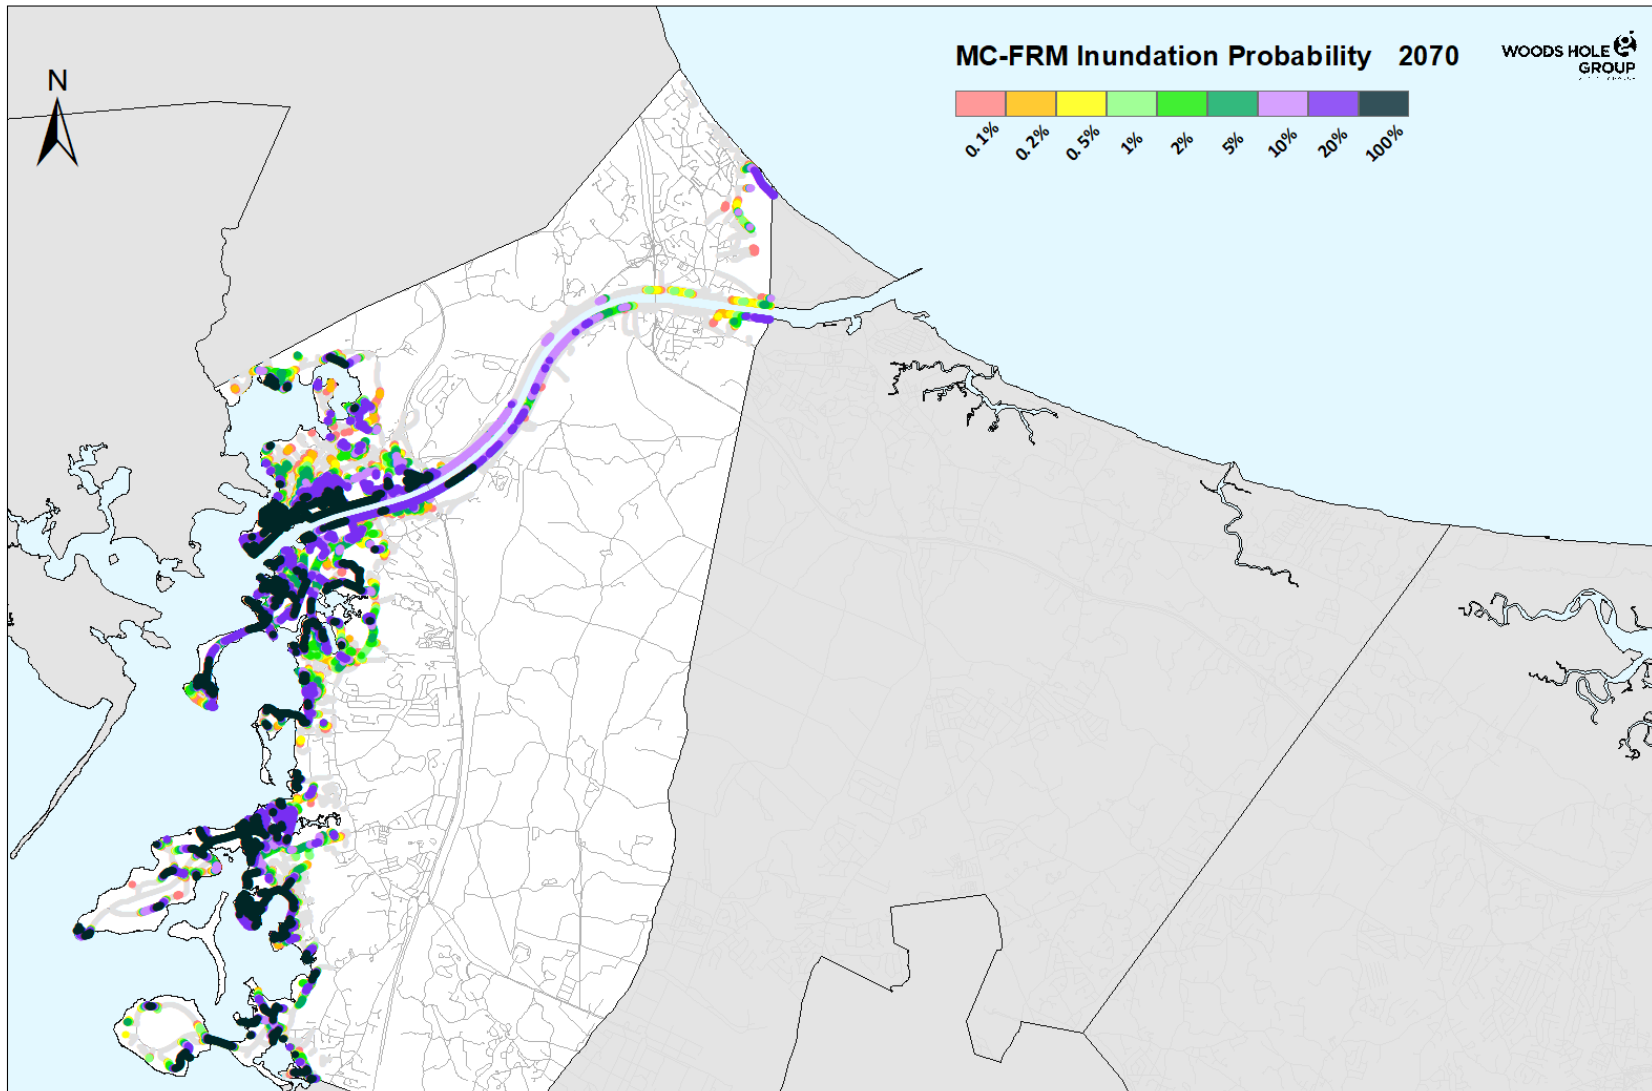 MC-FRM Inundation Probability 2070
WOODS HOLE
GROUP
N
0.1%
0.2%
0.5%
1%
2%
5%
10%
20%
100%